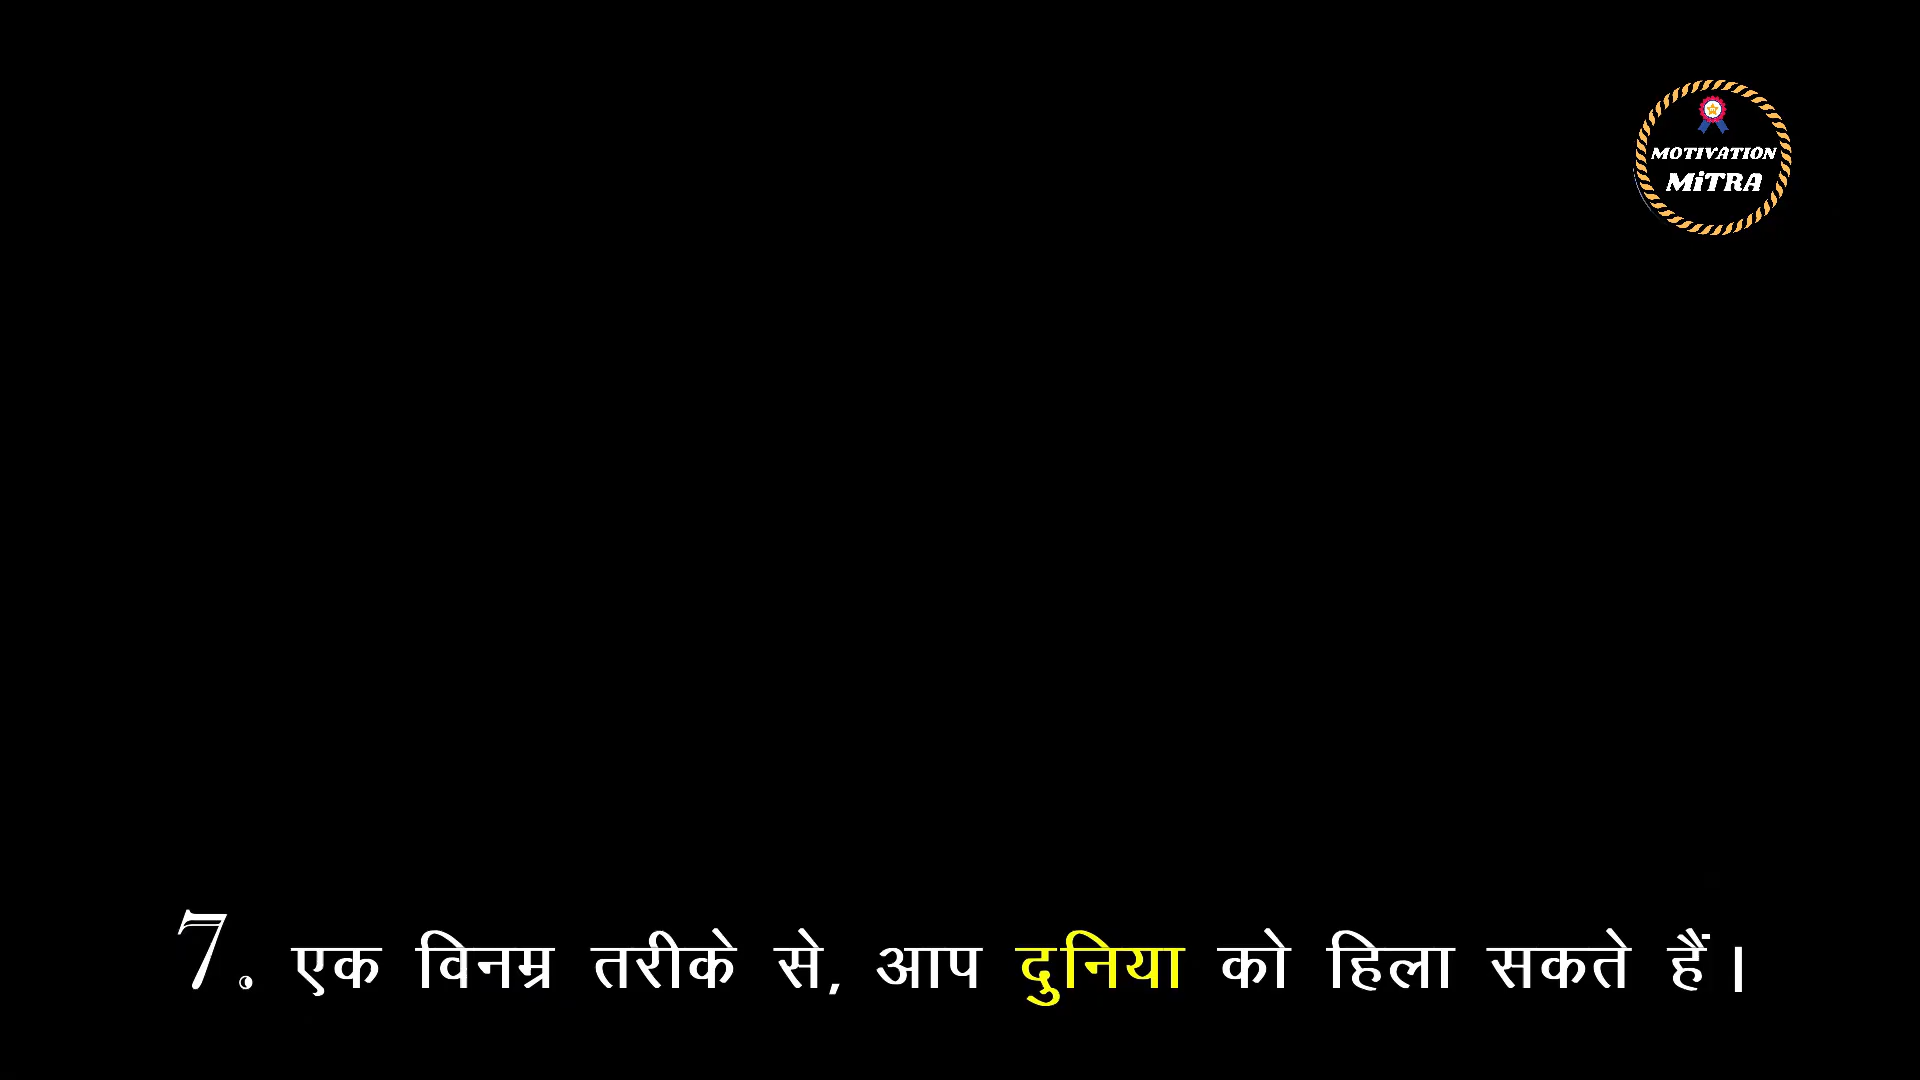 MOTIVATION
MiTRA
7. एक विनम्र तरीके से, आप दुनिया को हिला सकते हैं।